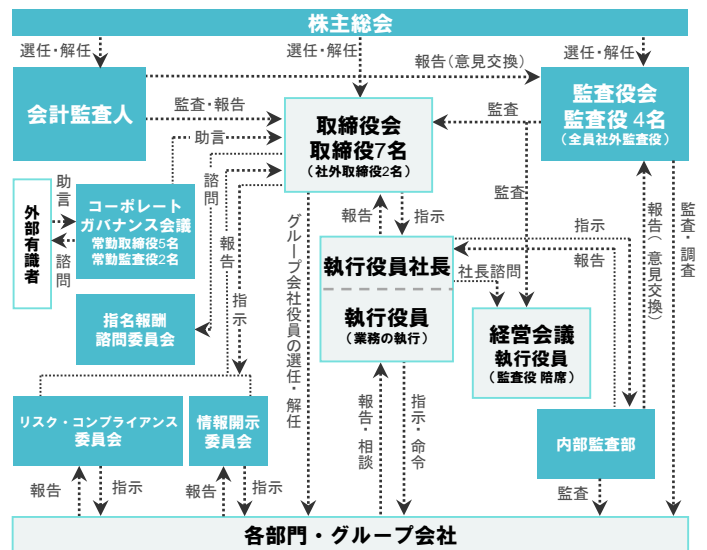 株主総会
選任・解任
選任・解任
選任・解任
報告（意見交換）
会計監査人
監査・報告
取締役会
取締役7名
（社外取締役2名）
監査
監査役会
監査役 4名
（全員社外監査役）
助言
諮問
監査
外部有識者
助言
諮問
コーポレート
ガバナンス会議
常勤取締役5名
常勤監査役2名
報告
指示
グループ会社役員の選任・解任
報告
指示
指示
報告
報告（意見交換）
監査・調査
執行役員社長
社長諮問
執行役員
（業務の執行）
経営会議
執行役員
（監査役 陪席）
指名報酬
諮問委員会
リスク・コンプライアンス
委員会
情報開示
委員会
報告・相談
指示・命令
内部監査部
報告
指示
報告
指示
監査
各部門・グループ会社